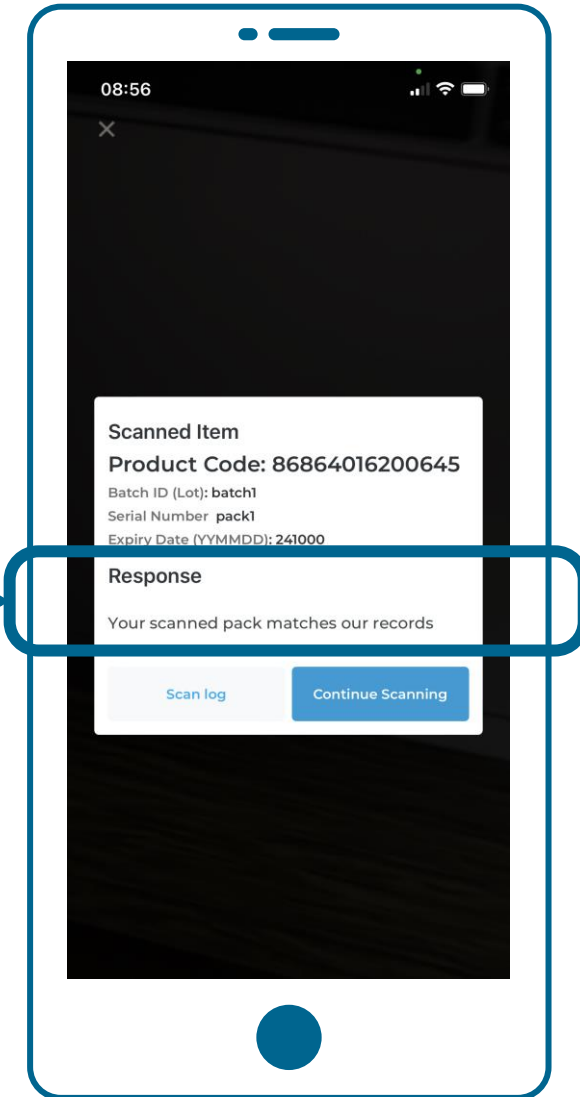 08:56
Scanned Item
Product Code: 86864016200645
Batch ID (Lot): batch1
Serial Number pack1
Expiry Date (YYMMDD): 241000
Response
Your scanned pack matches our records
Scan log
Continue Scanning